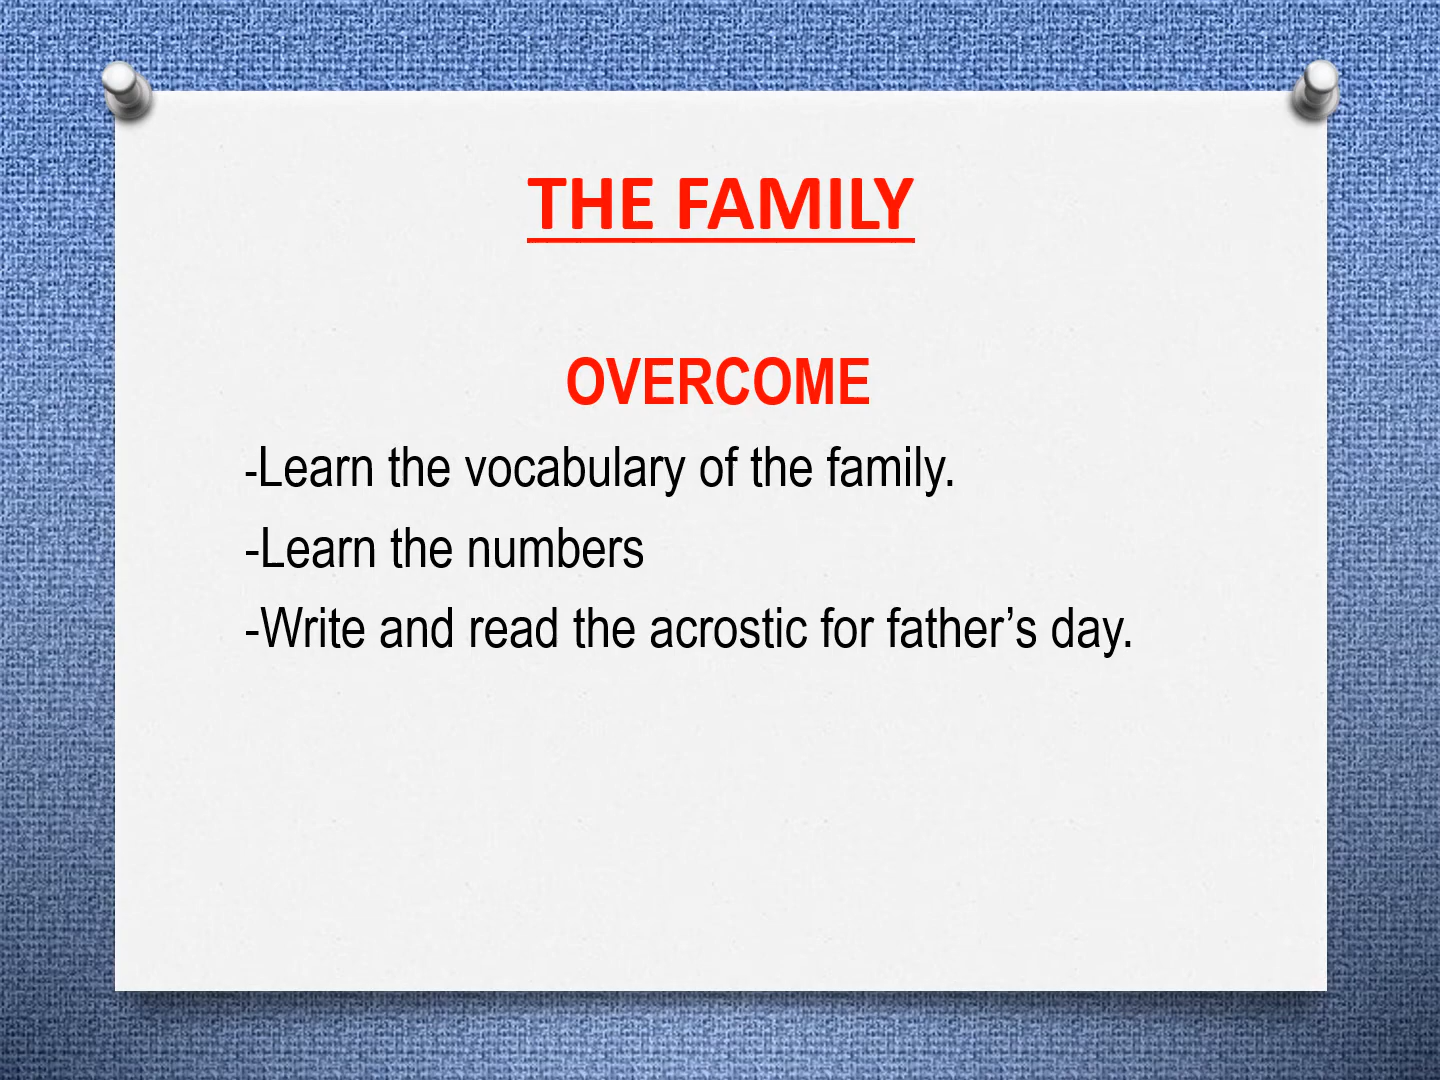 THE FAMILY
OVERCOME
-Learn the vocabulary of the family.
-Learn the numbers
-Write and read the acrostic for father’s day.